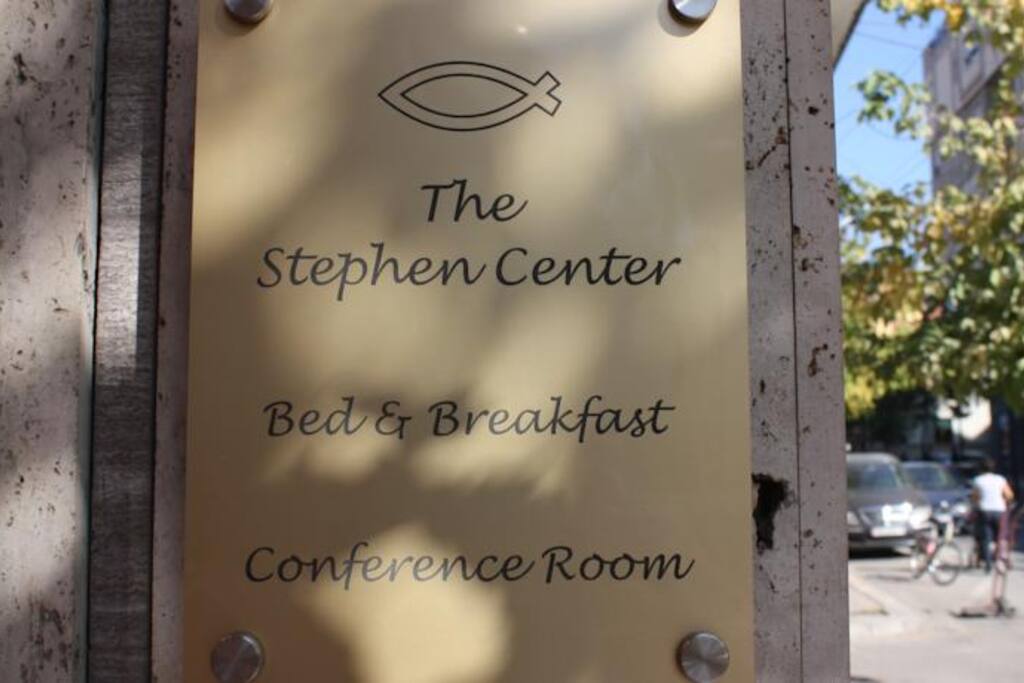 The
Stephen Center
Bed & Breakfast
Conference Room